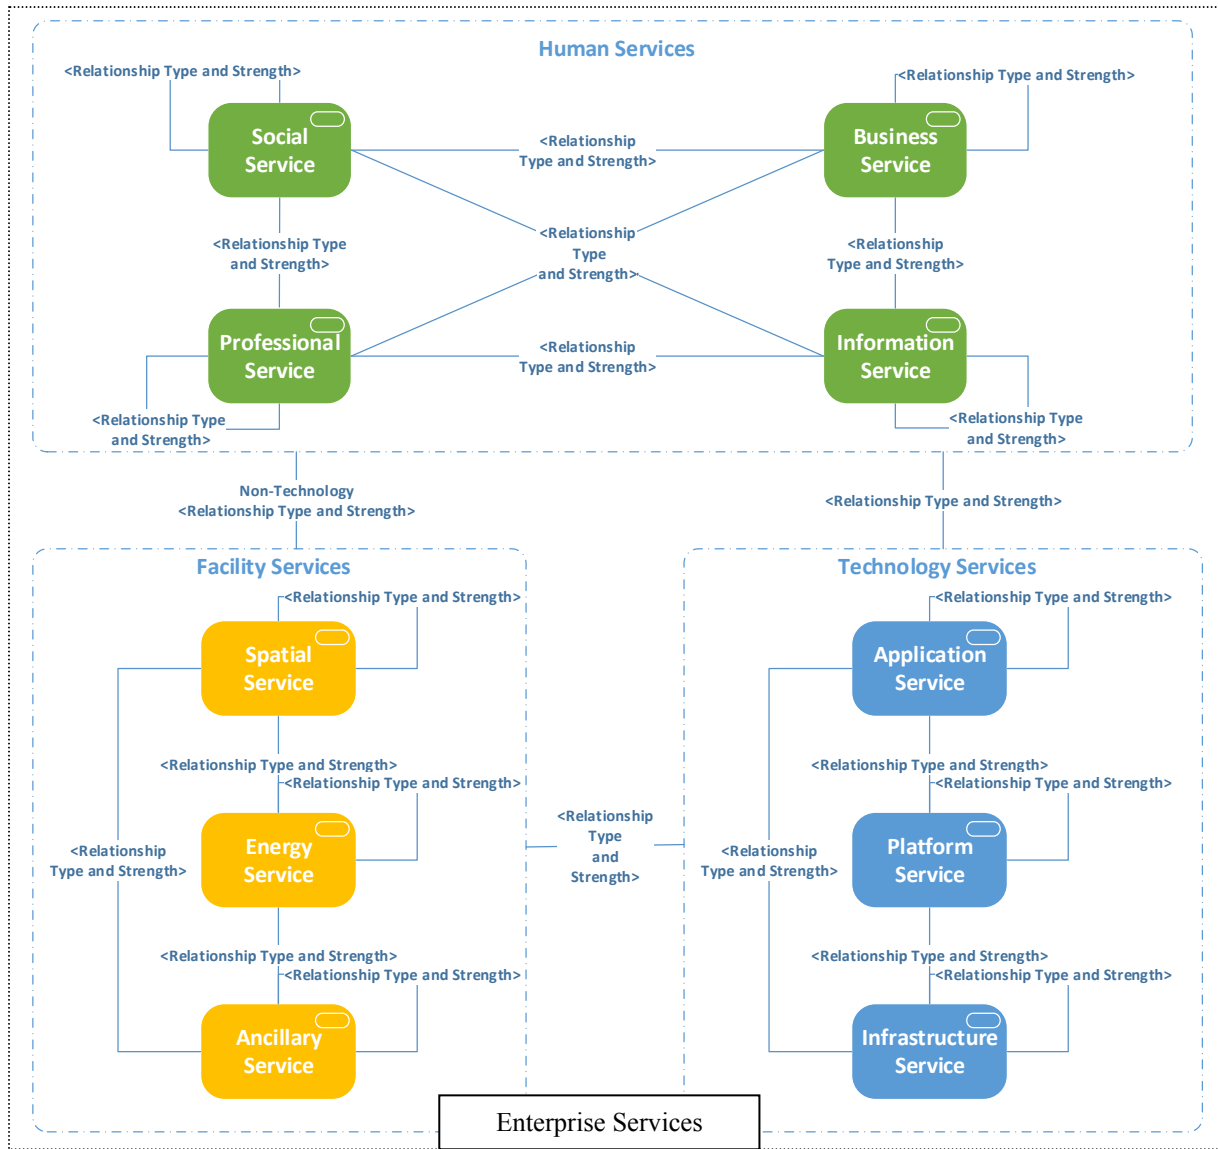 Human Services
<Relationship Type and Strength>
<Relationship Type and Strength>
Social
Service
<Relationship
Type and Strength>
Business
Service
<Relationship Type
and Strength>
<Relationship
Type
and Strength>
<Relationship
Type and Strength>
Professional
Service
<Relationship
Type and Strength>
Information
Service
<Relationship Type
and Strength>
<Relationship Type
and Strength>
Non-Technology
<Relationship Type and Strength>
<Relationship Type and Strength>
Facility Services
<Relationship Type and Strength>
Spatial
Service
<Relationship Type and Strength>
<Relationship Type and Strength>
<Relationship
Type and Strength>
Energy
Service
<Relationship Type and Strength>
<Relationship Type and Strength>
Ancillary
Service
<Relationship
Type
and
Strength>
Technology Services
<Relationship Type and Strength>
Application
Service
<Relationship Type and Strength>
<Relationship Type and Strength>
<Relationship
Type and Strength>
Platform
Service
<Relationship Type and Strength>
<Relationship Type and Strength>
Infrastructure
Service
Enterprise Services